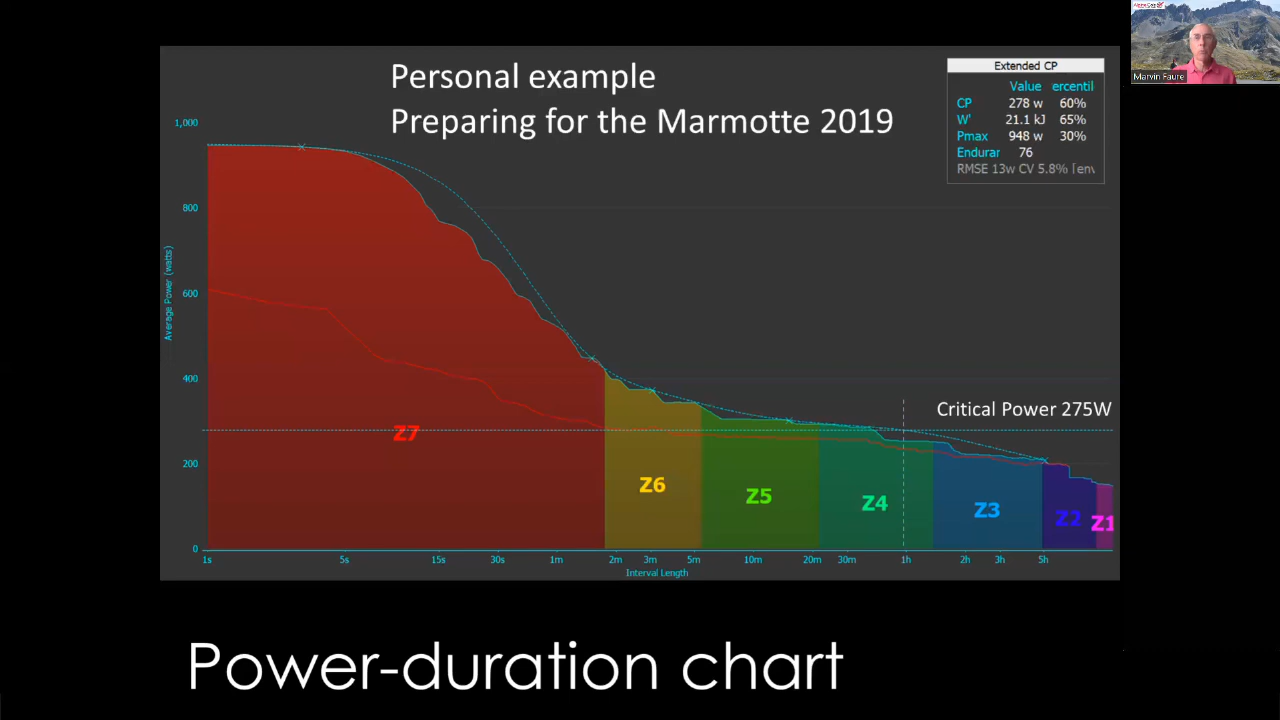 Personal example
Preparing for the Marmotte 2019
Extended CP
Value ercentil
CP 278 w 60%
W' 21.1 kJ 65%
Pmax 948 w 30%
Endurar 76
RMSE 13w CV 5.8% [env
Marvin Faure
1,000
800
600
400
200
0
Average Power (watts)
Critical Power 275W
Z7
Z6
Z5
Z4
Z3
Z2
Z1
1s 5s 15s 30s 1m 2m 3m 5m 10m 20m 30m 1h 2h 3h 5h
Interval Length
Power-duration chart